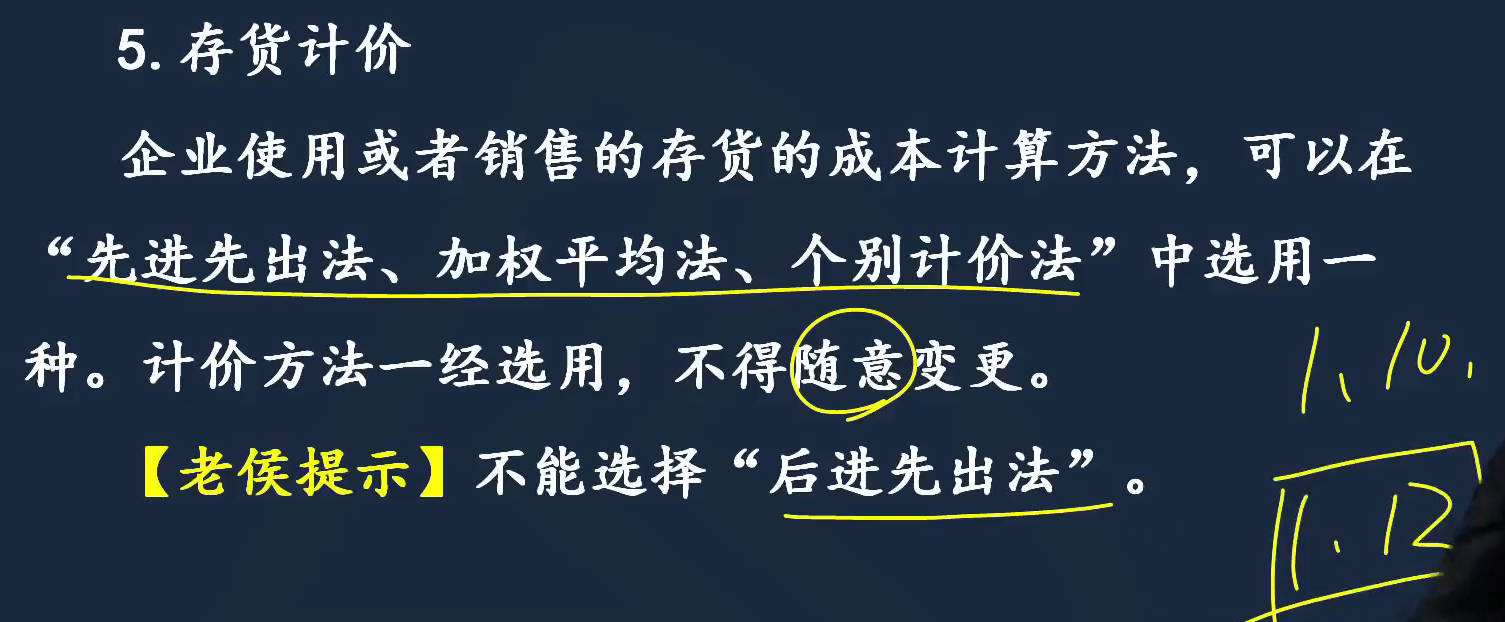 5. 存货计价
企业使用或者销售的存货的成本计算方法，可以在
“先进先出法、加权平均法、个别计价法”中选用一
种。计价方法一经选用，不得随意变更。
1、10，
【老侯提示】不能选择“后进先出法”。
1、12